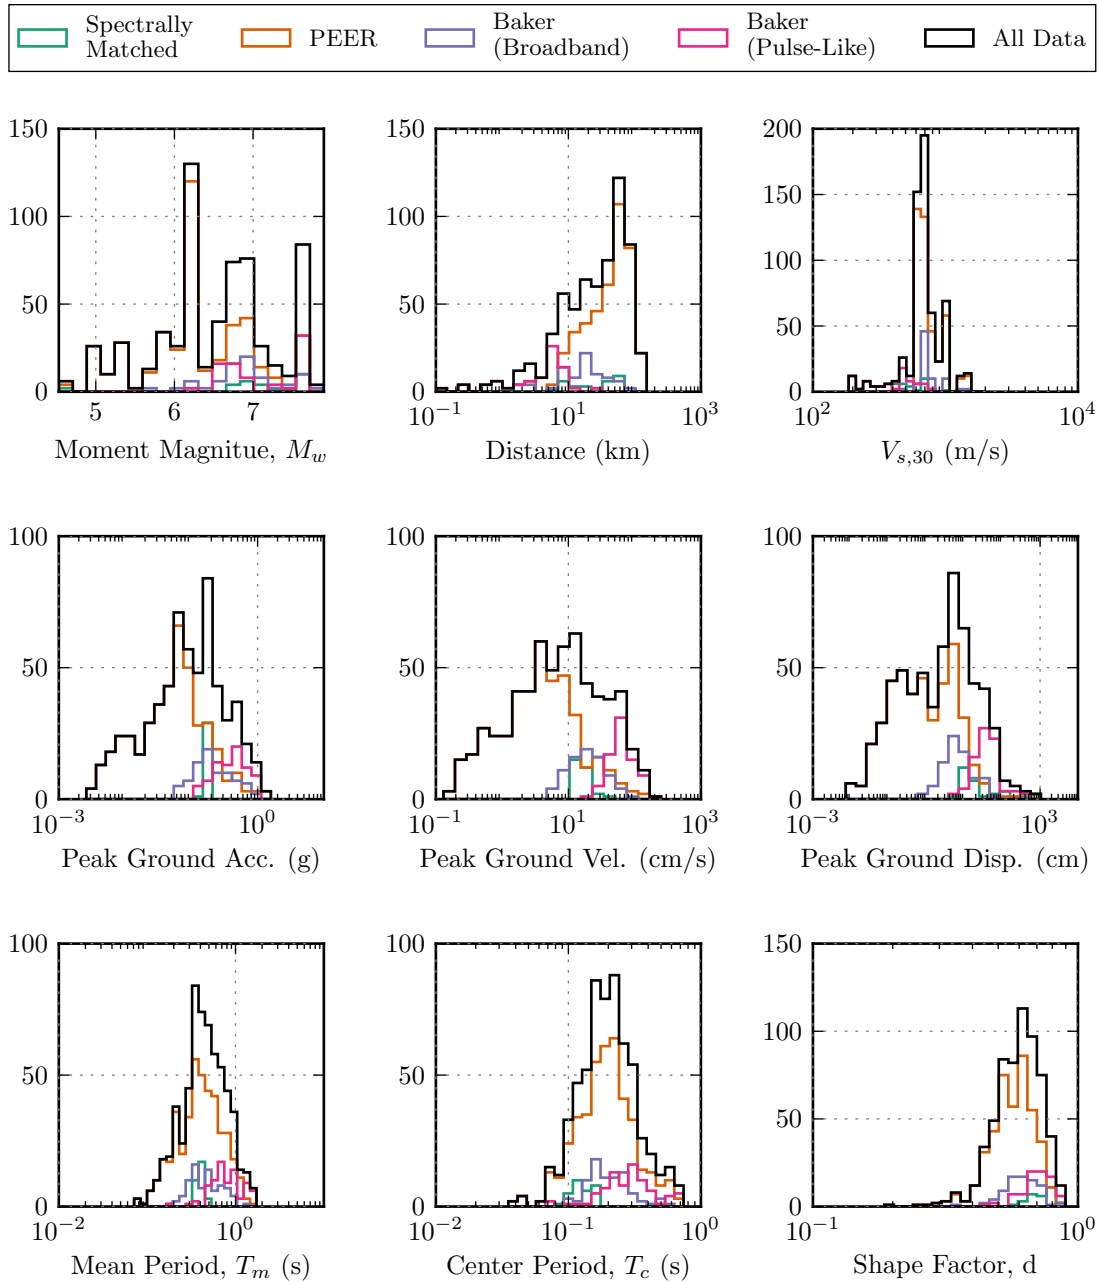 Spectrally
Matched
PEER
Baker
(Broadband)
Baker
(Pulse-Like)
All Data
150
100
50
0
5 6 7
Moment Magnitue, M_w
150
100
50
0
10^−1 10^1 10^3
Distance (km)
200
150
100
50
0
10^2 10^4
V_s,30 (m/s)
100
50
0
10^−3 10^0
Peak Ground Acc. (g)
100
50
0
10^−1 10^1 10^3
Peak Ground Vel. (cm/s)
100
50
0
10^−3 10^3
Peak Ground Disp. (cm)
100
50
0
10^−2 10^0
Mean Period, T_m (s)
100
50
0
10^−2 10^−1 10^0
Center Period, T_c (s)
150
100
50
0
10^−1 10^0
Shape Factor, d